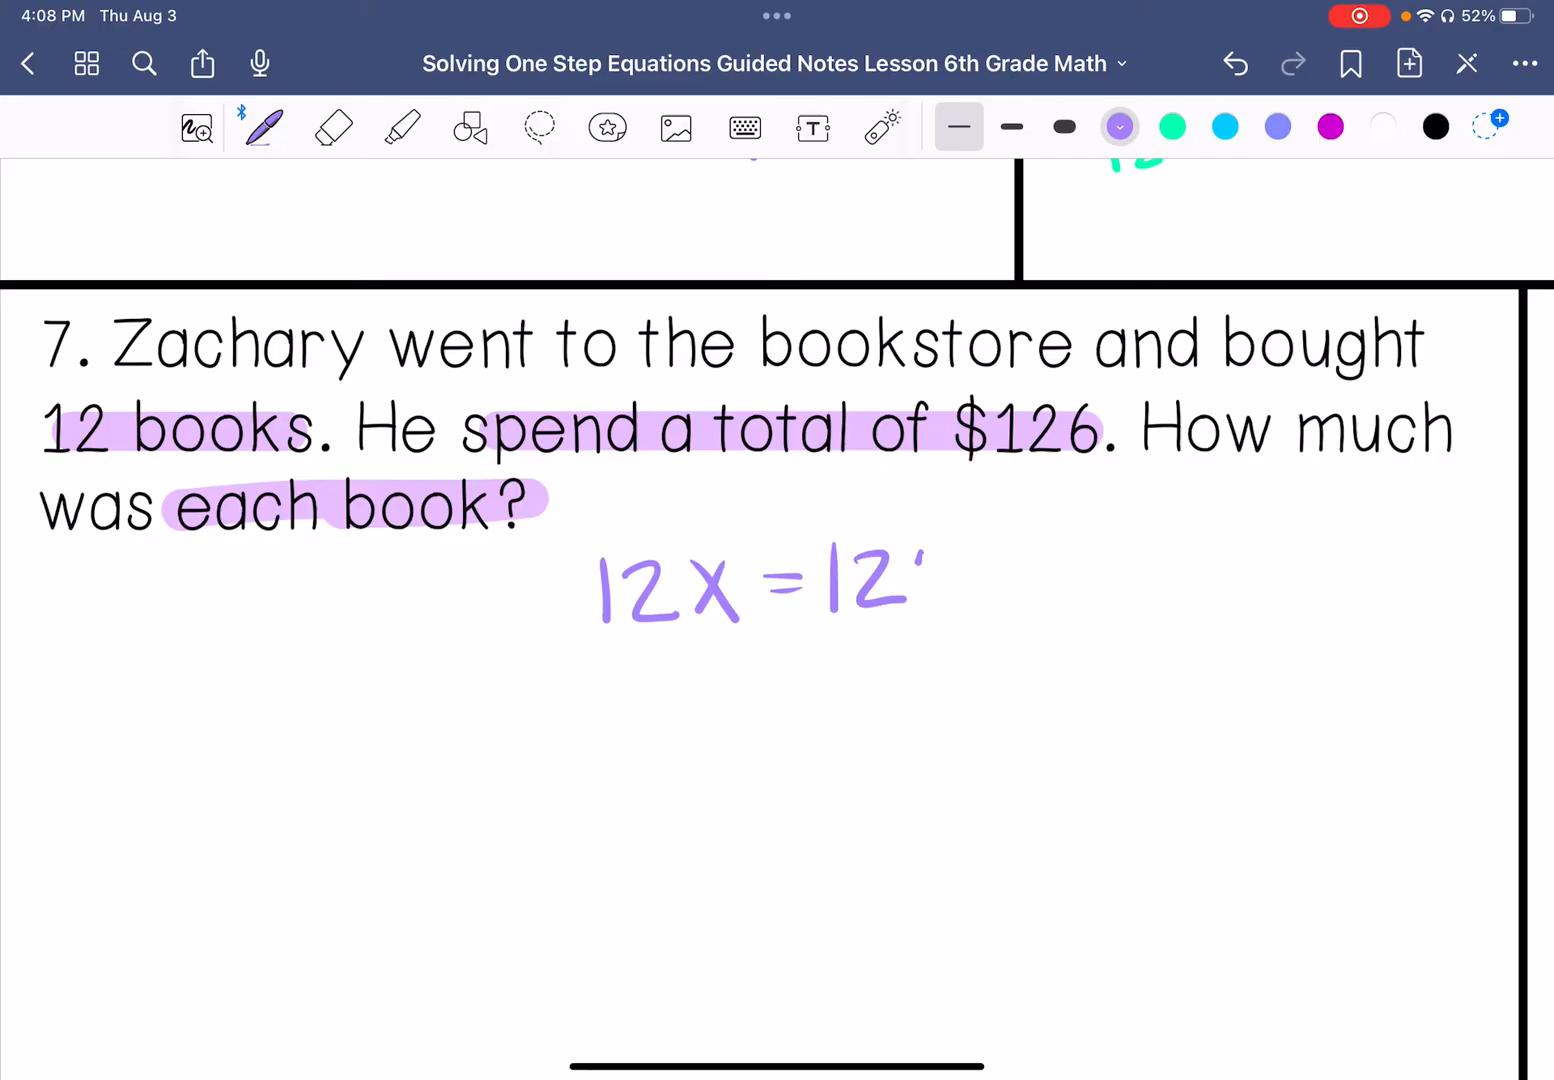 4:08 PM Thu Aug 3
52%
Solving One Step Equations Guided Notes Lesson 6th Grade Math
T
7. Zachary went to the bookstore and bought
12 books. He spend a total of $126. How much
was each book?
12x = 12